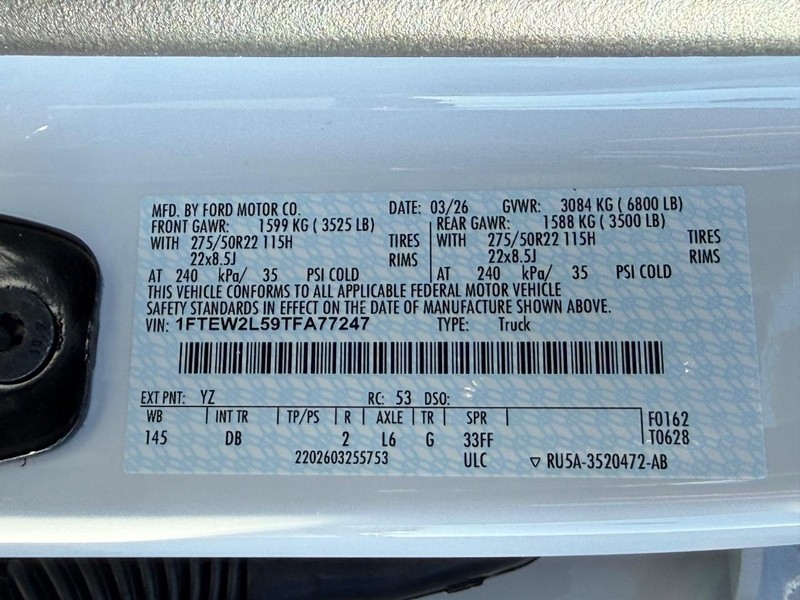 MFD. BY FORD MOTOR CO. DATE: 03/26 GVWR: 3084 KG ( 6800 LB)
FRONT GAWR: 1599 KG ( 3525 LB) REAR GAWR: 1588 KG ( 3500 LB)
WITH 275/50R22 115H TIRES WITH 275/50R22 115H TIRES
22x8.5J RIMS 22x8.5J RIMS
AT 240 kPa/ 35 PSI COLD AT 240 kPa/ 35 PSI COLD
THIS VEHICLE CONFORMS TO ALL APPLICABLE FEDERAL MOTOR VEHICLE
SAFETY STANDARDS IN EFFECT ON THE DATE OF MANUFACTURE SHOWN ABOVE.
VIN: 1FTEW2L59TFA77247 TYPE: Truck
EXT PNT: YZ RC: 53 DSO:
WB INT TR TP/PS R AXLE TR SPR F0162
145 DB 2 L6 G 33FF T0628
2202603255753 ULC ▽ RU5A-3520472-AB